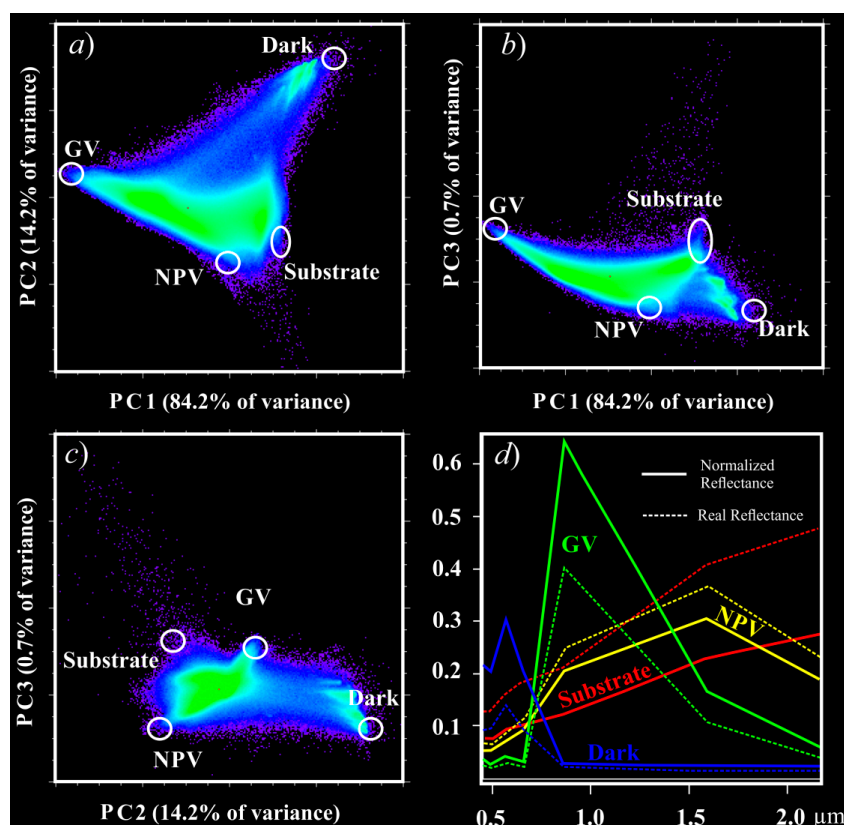 a)
Dark
GV
NPV
Substrate
PC2 (14.2% of variance)
PC1 (84.2% of variance)
b)
Substrate
GV
NPV
Dark
PC3 (0.7% of variance)
PC1 (84.2% of variance)
c)
GV
Substrate
Dark
NPV
PC3 (0.7% of variance)
PC2 (14.2% of variance)
d)
Normalized
Reflectance
Real Reflectance
GV
NPV
Substrate
Dark
0.6
0.5
0.4
0.3
0.2
0.1
0.5 1.0 1.5 2.0 µm